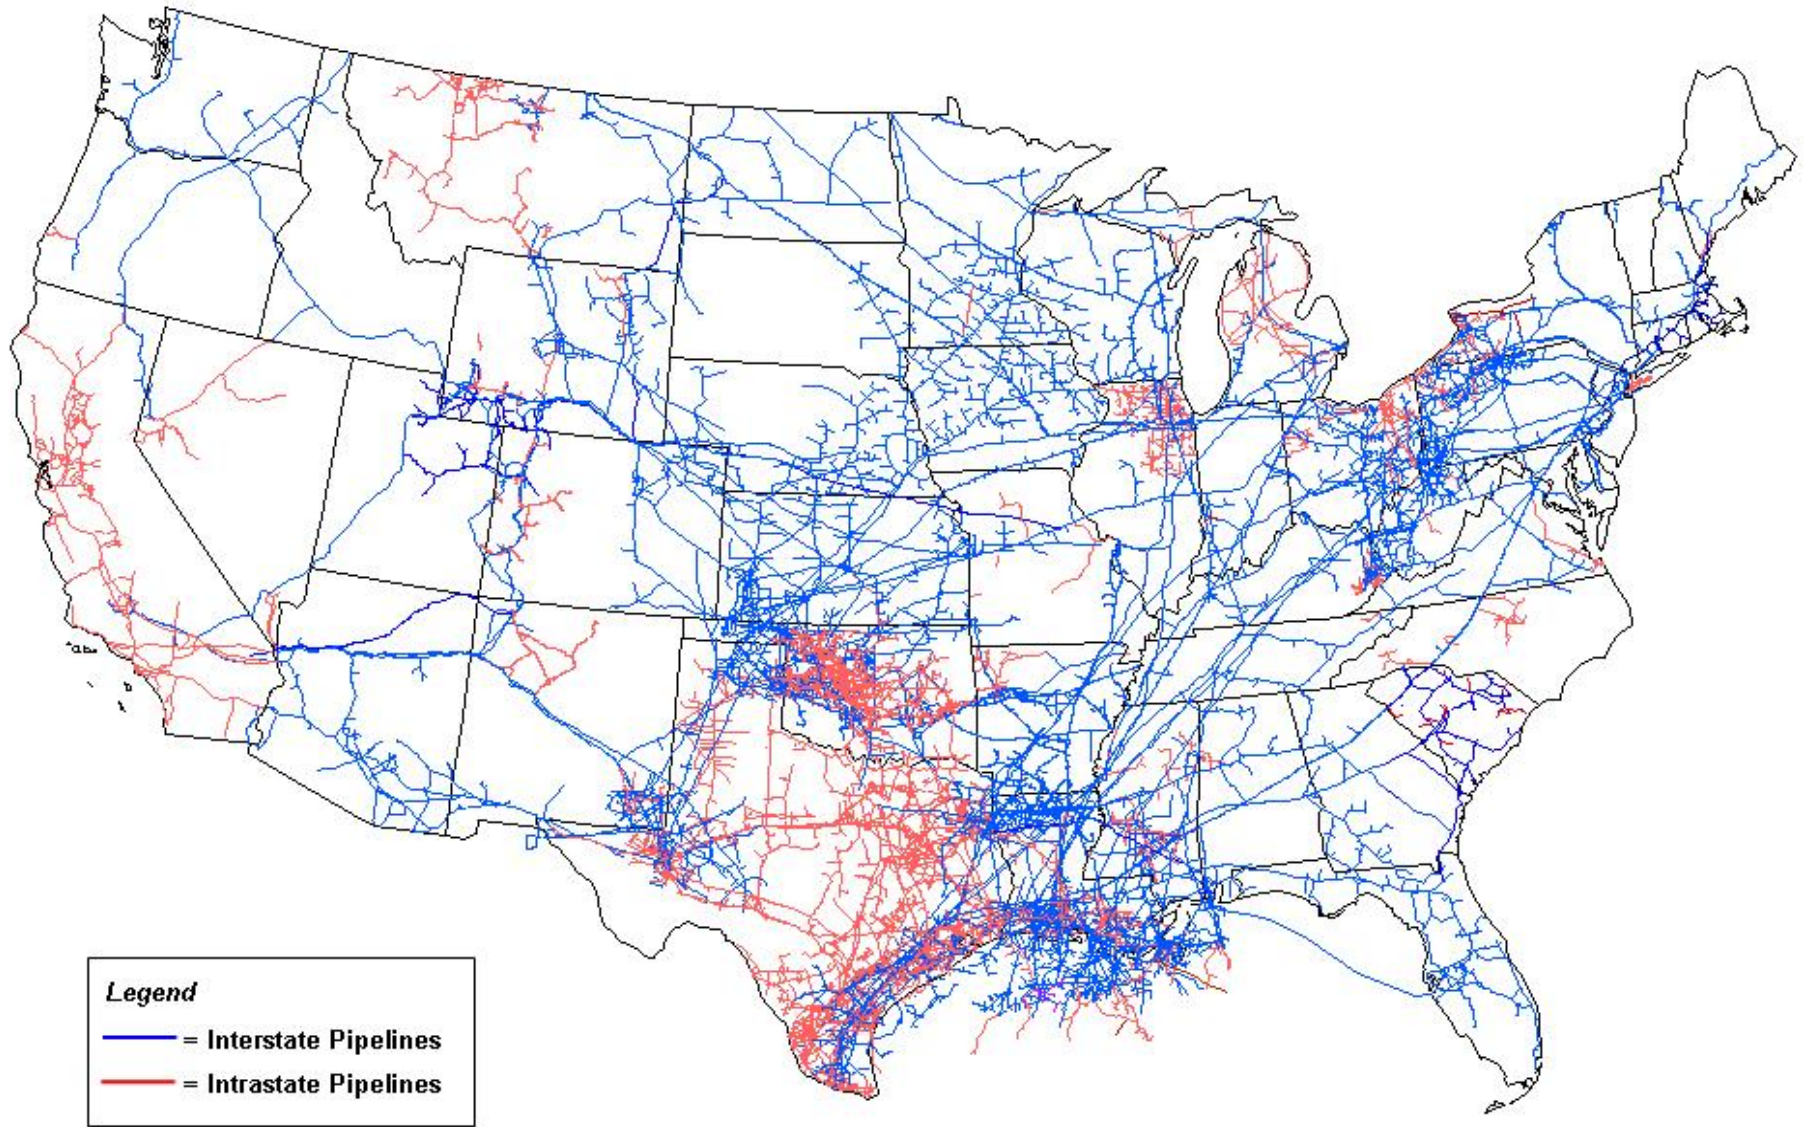 Legend
= Interstate Pipelines
= Intrastate Pipelines